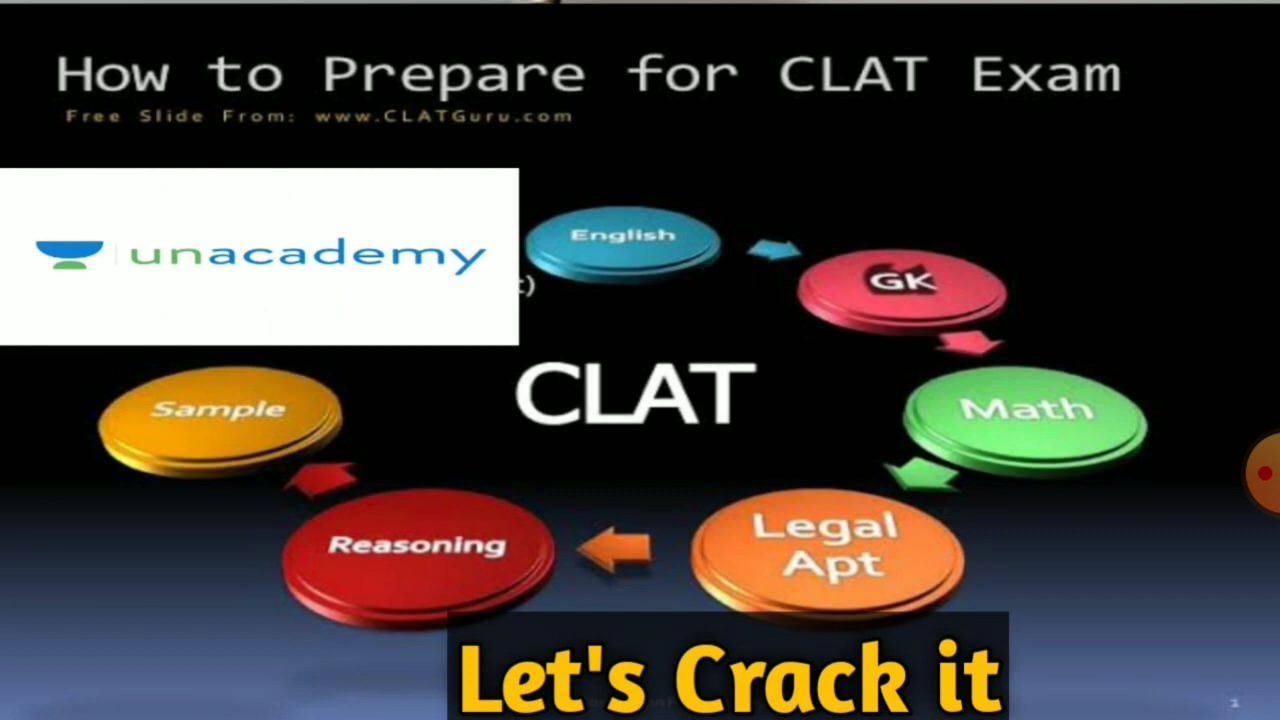 How to Prepare for CLAT Exam
Free Slide From: www.CLATGuru.com
unacademy
t)
English
GK
Math
CLAT
Sample
Legal
Apt
Reasoning
Let's Crack it
1